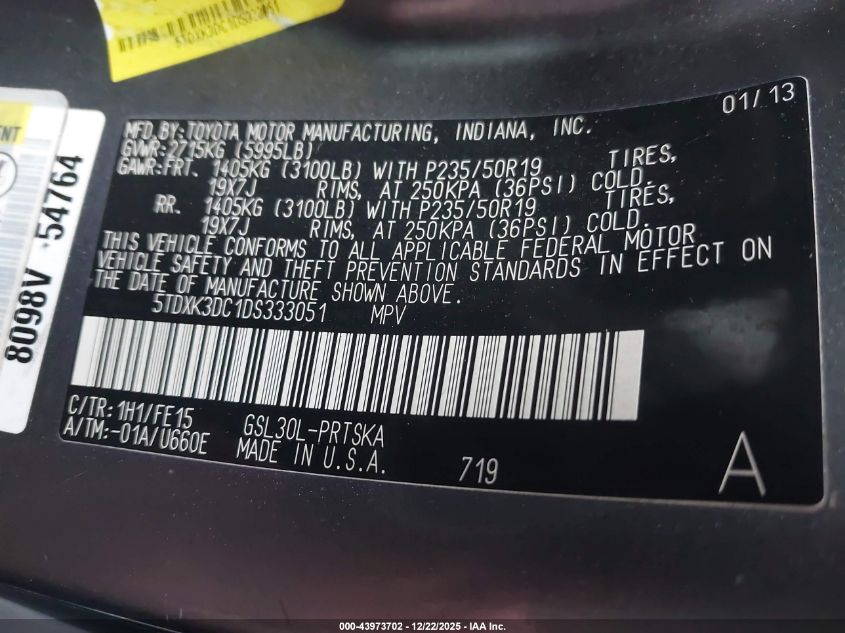 5TDXK3DC1DS333051
01/13
MFD.BY:TOYOTA MOTOR MANUFACTURING, INDIANA, INC.
GVWR:2715KG (5995LB)
GAWR:FRT. 1405KG (3100LB) WITH P235/50R19 TIRES,
19X7J RIMS, AT 250KPA (36PSI) COLD.
RR. 1405KG (3100LB) WITH P235/50R19 TIRES,
19X7J RIMS, AT 250KPA (36PSI) COLD.
THIS VEHICLE CONFORMS TO ALL APPLICABLE FEDERAL MOTOR
VEHICLE SAFETY AND THEFT PREVENTION STANDARDS IN EFFECT ON
THE DATE OF MANUFACTURE SHOWN ABOVE.
5TDXK3DC1DS333051 MPV
C/TR:1H1/FE15 GSL30L-PRTSKA
A/TM:-01A/U660E MADE IN U.S.A. 719 A
8098V 54764
000-43973702 - 12/22/2025 - IAA Inc.